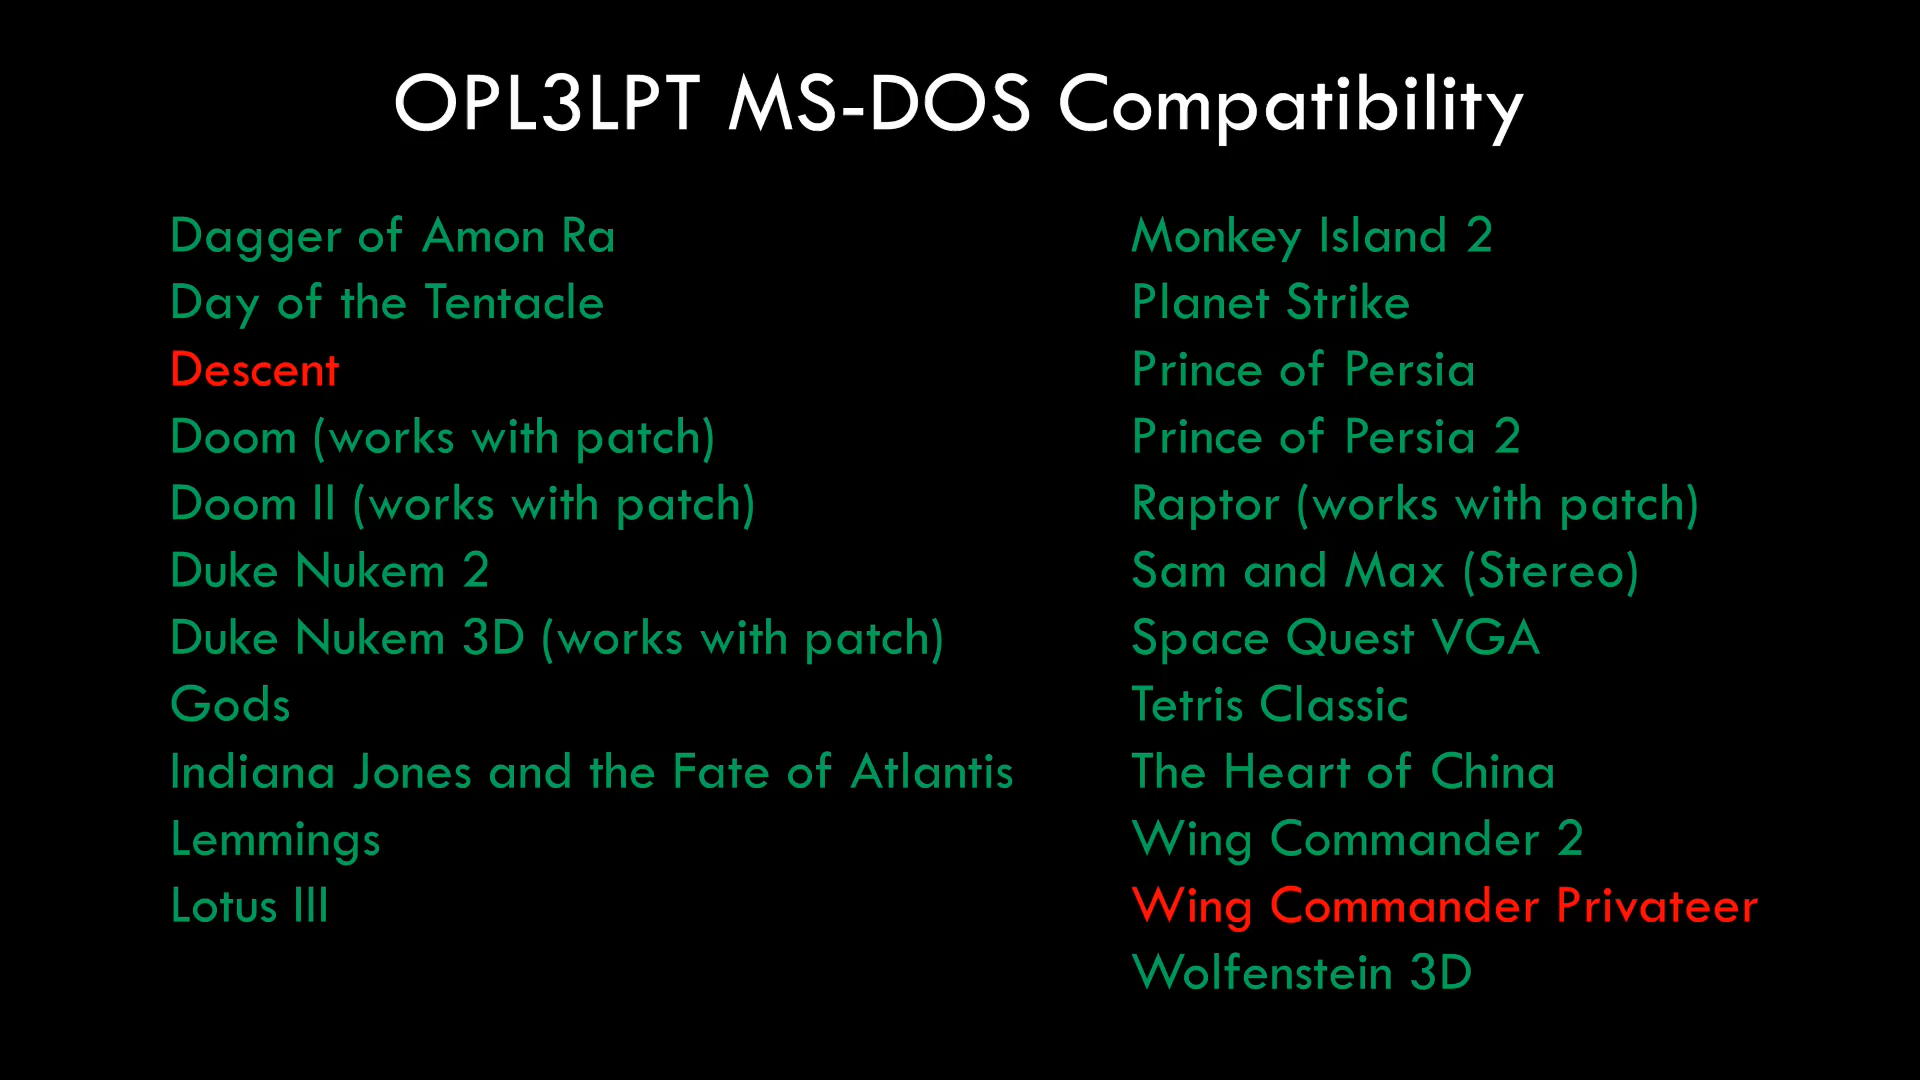 OPL3LPT MS-DOS Compatibility
Dagger of Amon Ra
Day of the Tentacle
Descent
Doom (works with patch)
Doom II (works with patch)
Duke Nukem 2
Duke Nukem 3D (works with patch)
Gods
Indiana Jones and the Fate of Atlantis
Lemmings
Lotus III
Monkey Island 2
Planet Strike
Prince of Persia
Prince of Persia 2
Raptor (works with patch)
Sam and Max (Stereo)
Space Quest VGA
Tetris Classic
The Heart of China
Wing Commander 2
Wing Commander Privateer
Wolfenstein 3D